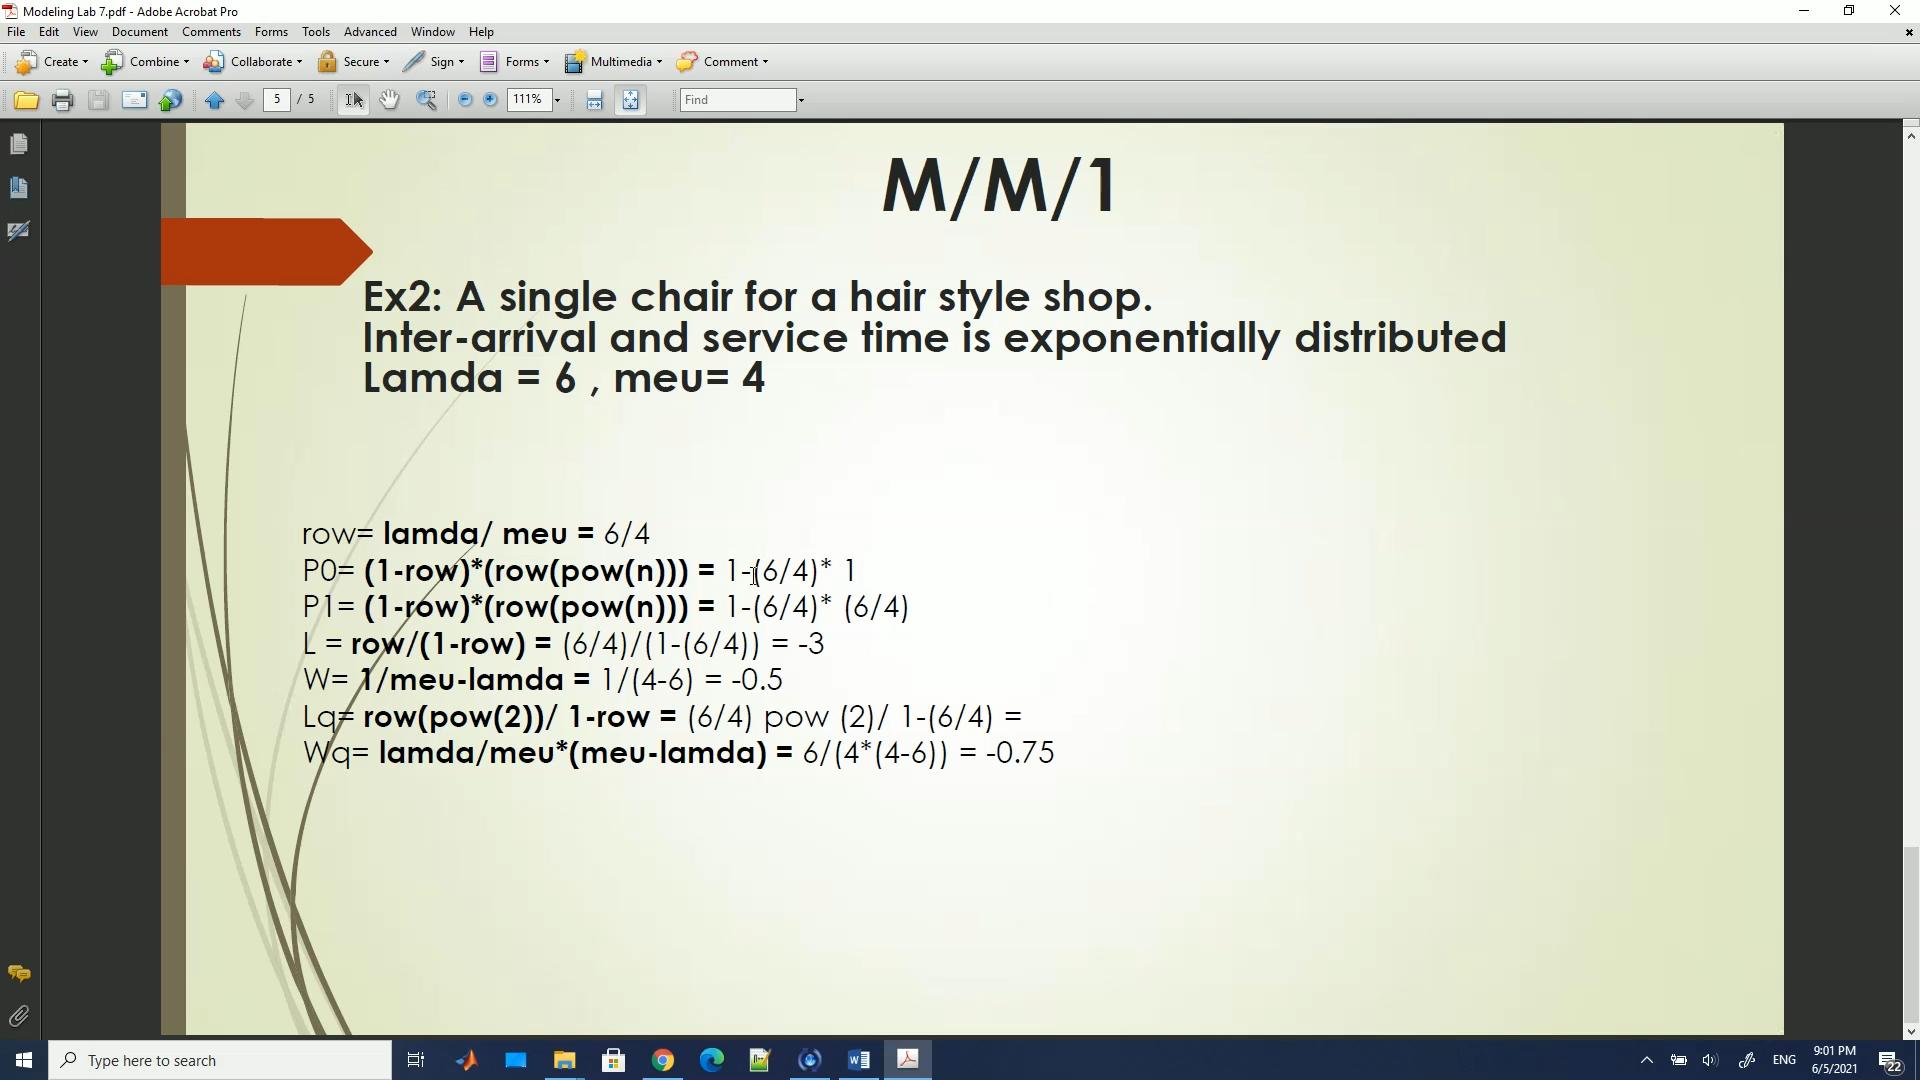 Modeling Lab 7.pdf - Adobe Acrobat Pro
File Edit View Document Comments Forms Tools Advanced Window Help
Create Combine Collaborate Secure Sign Forms Multimedia Comment
5 / 5 111% Find
M/M/1
Ex2: A single chair for a hair style shop.
Inter-arrival and service time is exponentially distributed
Lamda = 6 , meu= 4
row= lamda/ meu = 6/4
P0= (1-row)*(row(pow(n))) = 1-(6/4)* 1
P1= (1-row)*(row(pow(n))) = 1-(6/4)* (6/4)
L = row/(1-row) = (6/4)/(1-(6/4)) = -3
W= 1/meu-lamda = 1/(4-6) = -0.5
Lq= row(pow(2))/ 1-row = (6/4) pow (2)/ 1-(6/4) =
Wq= lamda/meu*(meu-lamda) = 6/(4*(4-6)) = -0.75
Type here to search
ENG
9:01 PM
6/5/2021
22